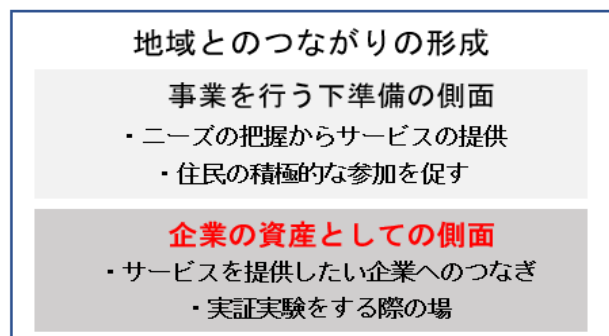 地域とのつながりの形成
事業を行う下準備の側面
・ニーズの把握からサービスの提供
・住民の積極的な参加を促す
企業の資産としての側面
・サービスを提供したい企業へのつなぎ
・実証実験をする際の場